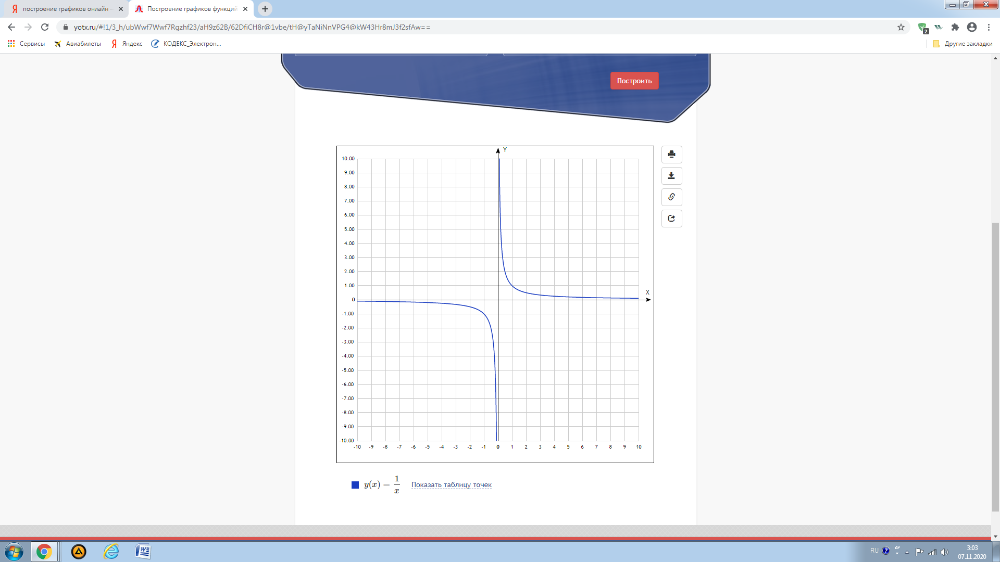 построение графиков онлайн –
Построение графиков функций
yotx.ru/#!1/3_h/ubWwf7Wwf7Rgzhf23/aH9z62B/62DfiCH8r@1vbe/tH@yTaNiNnVPG4@kW43Hr8mJ3f2sfAw==
2
Сервисы
Авиабилеты
Яндекс
КОДЕКС_Электрон...
Другие закладки
Построить
Y
10.00
9.00
8.00
7.00
6.00
5.00
4.00
3.00
2.00
1.00
X
0
-1.00
-2.00
-3.00
-4.00
-5.00
-6.00
-7.00
-8.00
-9.00
-10.00
-10 -9 -8 -7 -6 -5 -4 -3 -2 -1 0 1 2 3 4 5 6 7 8 9 10
y(x) = 1/x Показать таблицу точек
RU
3:03
07.11.2020